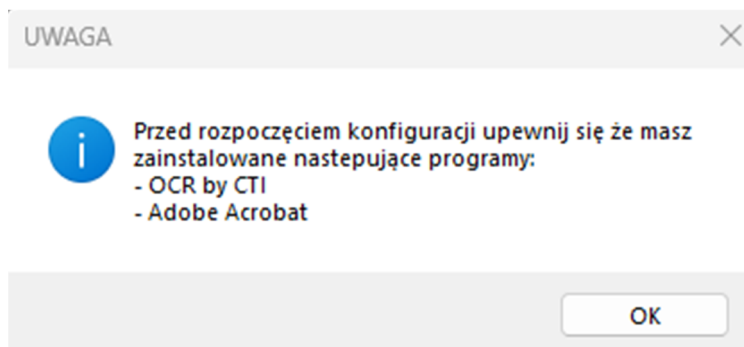 UWAGA
Przed rozpoczęciem konfiguracji upewnij się że masz
zainstalowane nastepujące programy:
- OCR by CTI
- Adobe Acrobat
OK